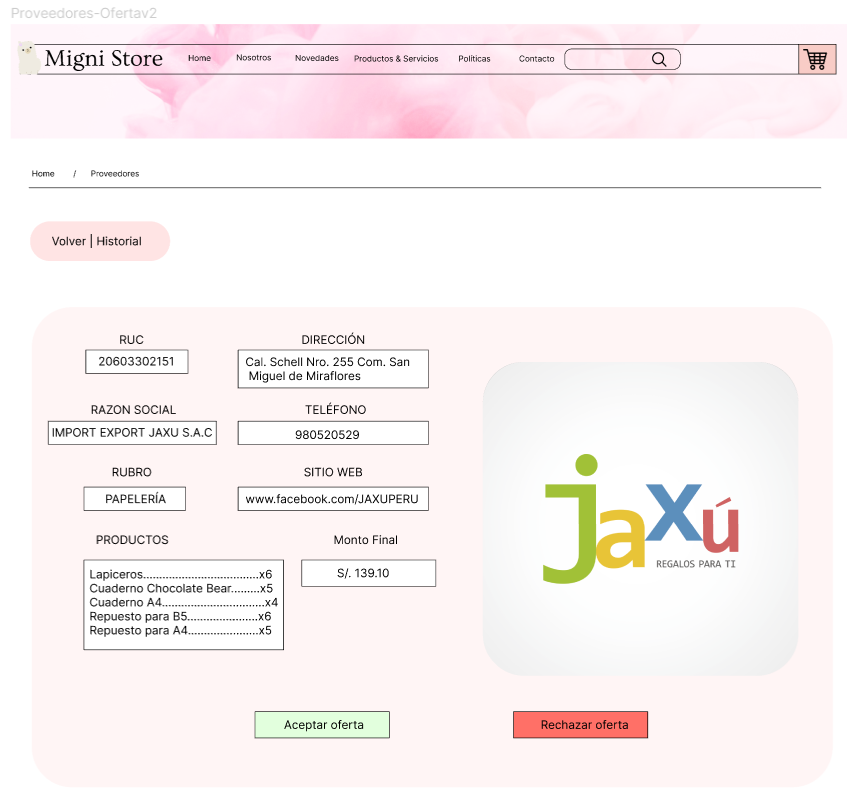 Proveedores-Ofertav2
Migni Store
Home Nosotros Novedades Productos & Servicios Políticas Contacto
Home / Proveedores
Volver | Historial
RUC
20603302151
DIRECCIÓN
Cal. Schell Nro. 255 Com. San
Miguel de Miraflores
RAZON SOCIAL
IMPORT EXPORT JAXU S.A.C
TELÉFONO
980520529
RUBRO
PAPELERÍA
SITIO WEB
www.facebook.com/JAXUPERU
PRODUCTOS
Lapiceros..................................x6
Cuaderno Chocolate Bear.........x5
Cuaderno A4..............................x4
Repuesto para B5.....................x6
Repuesto para A4.....................x5
Monto Final
S/. 139.10
jaxú
REGALOS PARA TI
Aceptar oferta
Rechazar oferta